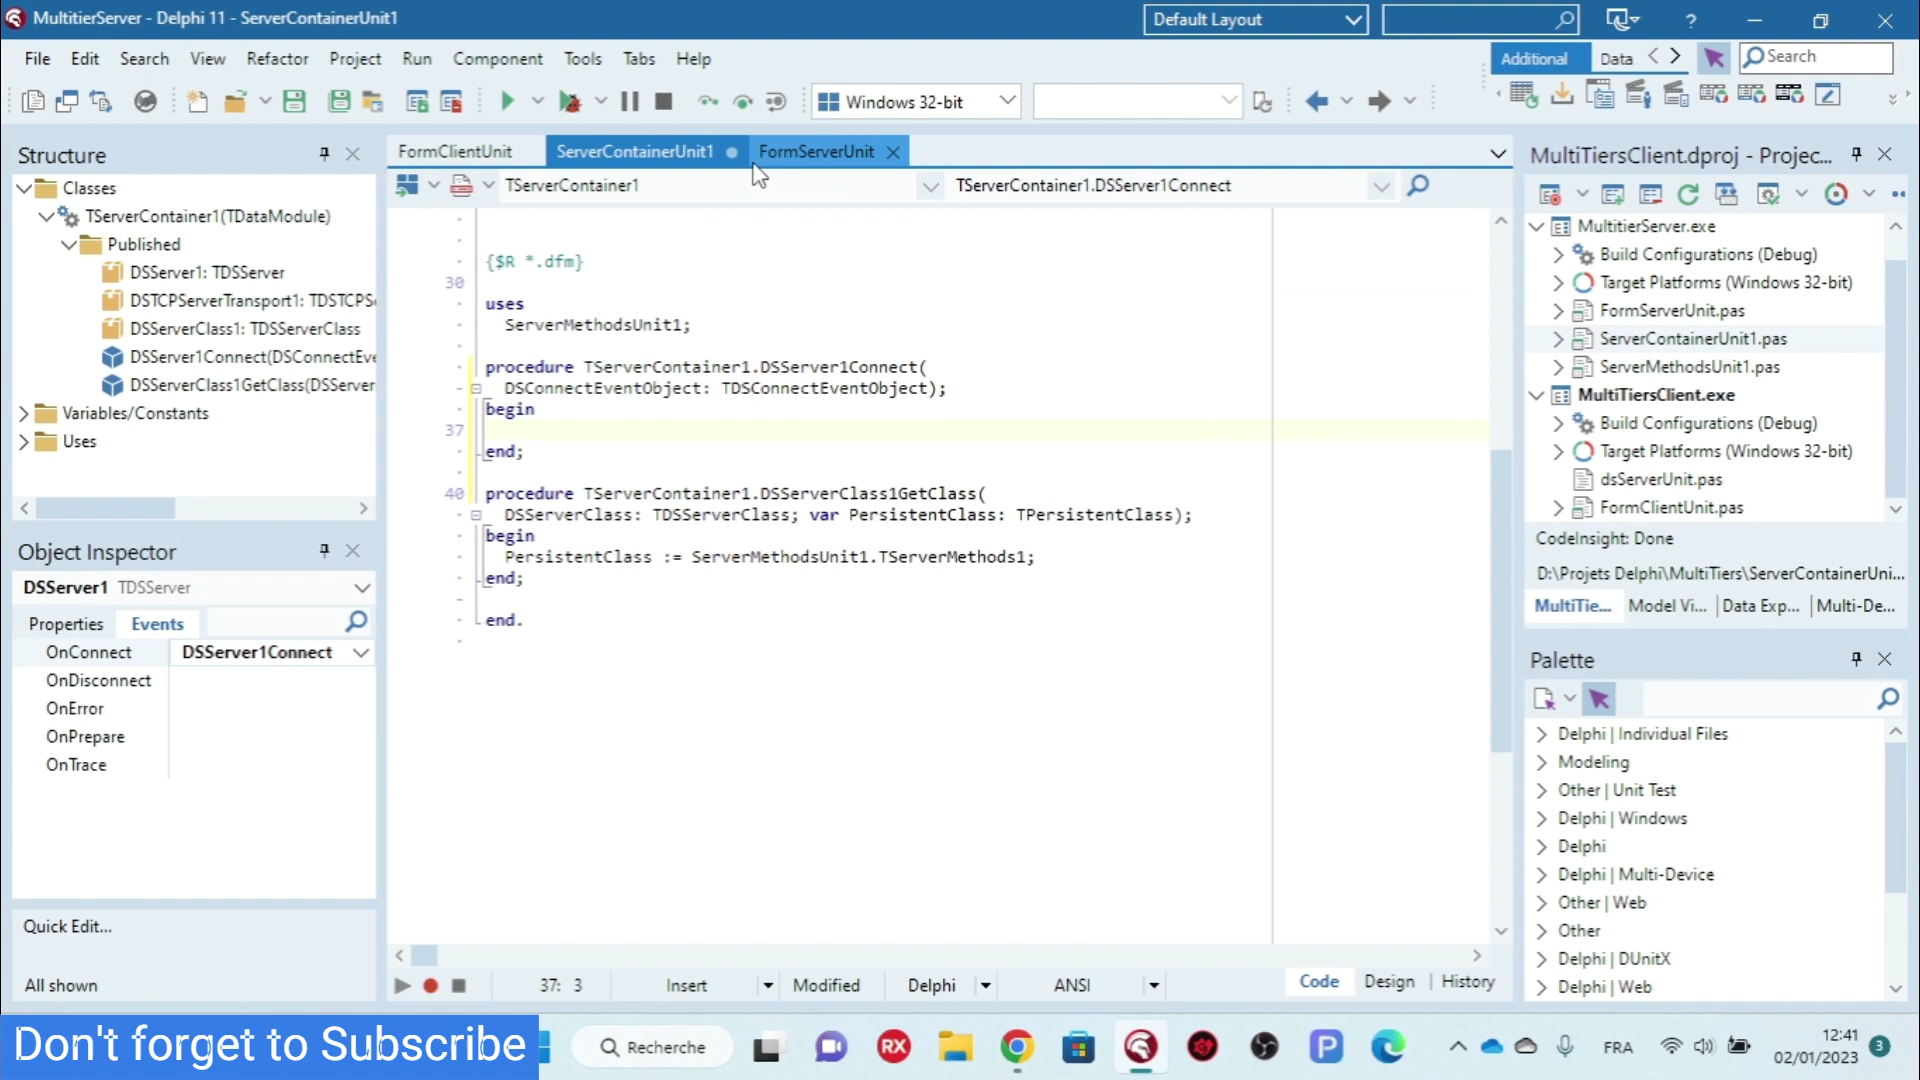 MultitierServer - Delphi 11 - ServerContainerUnit1
Default Layout
?
File Edit Search View Refactor Project Run Component Tools Tabs Help
Additional Data Search
Windows 32-bit
Structure
Classes
TServerContainer1(TDataModule)
Published
DSServer1: TDSServer
DSTCPServerTransport1: TDSTCPS
DSServerClass1: TDSServerClass
DSServer1Connect(DSConnectEve
DSServerClass1GetClass(DSServer
Variables/Constants
Uses
Object Inspector
DSServer1 TDSServer
Properties Events
OnConnect DSServer1Connect
OnDisconnect
OnError
OnPrepare
OnTrace
Quick Edit...
All shown
FormClientUnit ServerContainerUnit1 FormServerUnit
TServerContainer1 TServerContainer1.DSServer1Connect
{$R *.dfm}
30
uses
ServerMethodsUnit1;
procedure TServerContainer1.DSServer1Connect(
DSConnectEventObject: TDSConnectEventObject);
begin
37
end;
40 procedure TServerContainer1.DSServerClass1GetClass(
DSServerClass: TDSServerClass; var PersistentClass: TPersistentClass);
begin
PersistentClass := ServerMethodsUnit1.TServerMethods1;
end;
end.
37: 3 Insert Modified Delphi ANSI Code Design History
MultiTiersClient.dproj - Projec...
MultitierServer.exe
Build Configurations (Debug)
Target Platforms (Windows 32-bit)
FormServerUnit.pas
ServerContainerUnit1.pas
ServerMethodsUnit1.pas
MultiTiersClient.exe
Build Configurations (Debug)
Target Platforms (Windows 32-bit)
dsServerUnit.pas
FormClientUnit.pas
CodeInsight: Done
D:\Projets Delphi\MultiTiers\ServerContainerUni...
MultiTie... Model Vi... Data Exp... Multi-De...
Palette
Delphi | Individual Files
Modeling
Other | Unit Test
Delphi | Windows
Delphi
Delphi | Multi-Device
Other | Web
Other
Delphi | DUnitX
Delphi | Web
Don't forget to Subscribe
Recherche
RX
P
FRA
12:41
02/01/2023
3